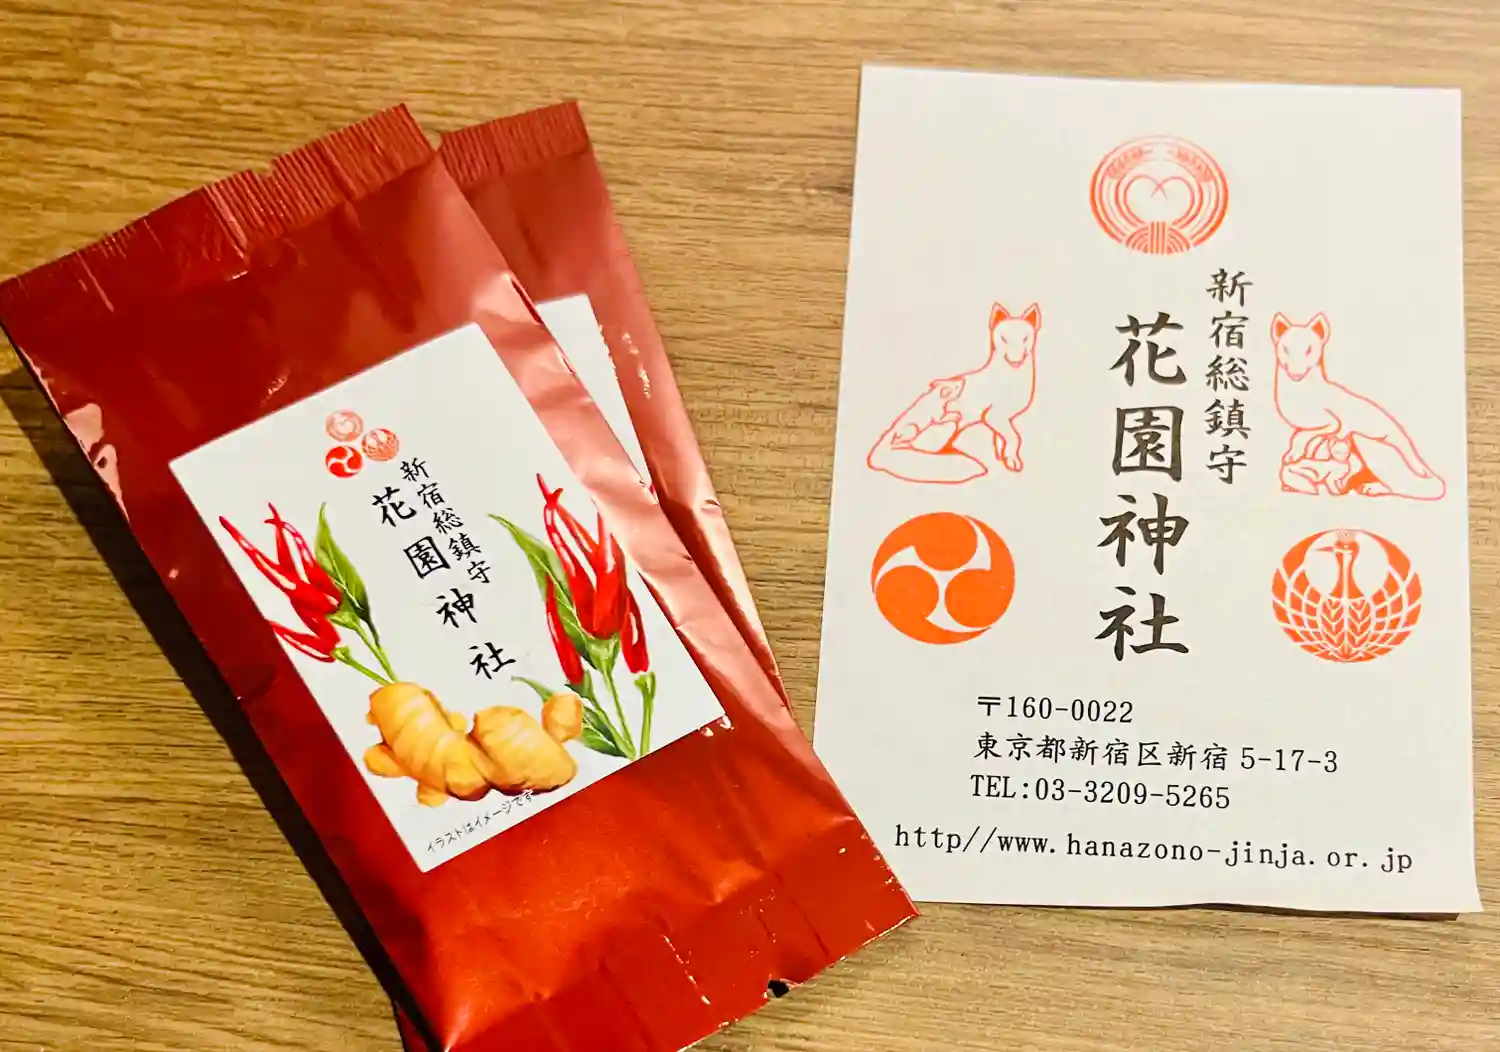 新宿総鎮守
花園神社
イラストはイメージです
新宿総鎮守
花園神社
〒160-0022
東京都新宿区新宿5-17-3
TEL:03-3209-5265
http//www.hanazono-jinja.or.jp